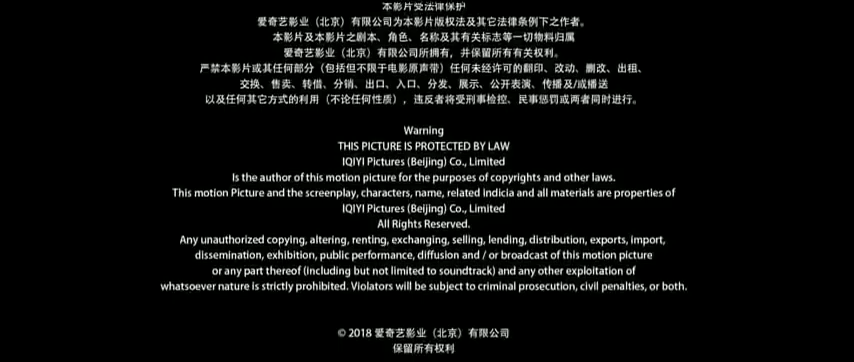 本影片受法律保护
爱奇艺影业（北京）有限公司为本影片版权法及其它法律条例下之作者。
本影片及本影片之剧本、角色、名称及其有关标志等一切物料归属
爱奇艺影业（北京）有限公司所拥有，并保留所有有关权利。
严禁本影片或其任何部分（包括但不限于电影原声带）任何未经许可的翻印、改动、删改、出租、
交换、售卖、转借、分销、出口、入口、分发、展示、公开表演、传播及/或播送
以及任何其它方式的利用（不论任何性质），违反者将受刑事检控、民事惩罚或两者同时进行。
Warning
THIS PICTURE IS PROTECTED BY LAW
IQIYI Pictures (Beijing) Co., Limited
Is the author of this motion picture for the purposes of copyrights and other laws.
This motion Picture and the screenplay, characters, name, related indicia and all materials are properties of
IQIYI Pictures (Beijing) Co., Limited
All Rights Reserved.
Any unauthorized copying, altering, renting, exchanging, selling, lending, distribution, exports, import,
dissemination, exhibition, public performance, diffusion and / or broadcast of this motion picture
or any part thereof (including but not limited to soundtrack) and any other exploitation of
whatsoever nature is strictly prohibited. Violators will be subject to criminal prosecution, civil penalties, or both.
© 2018 爱奇艺影业（北京）有限公司
保留所有权利